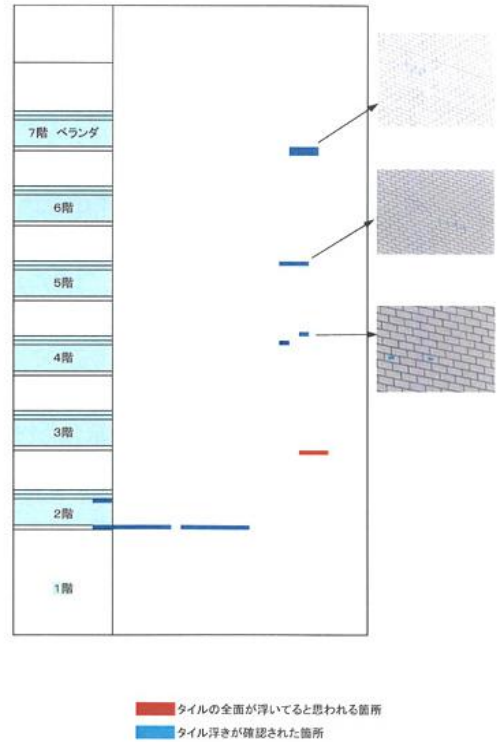 7階 ベランダ
6階
5階
4階
3階
2階
1階
タイルの全面が浮いてると思われる箇所
タイル浮きが確認された箇所